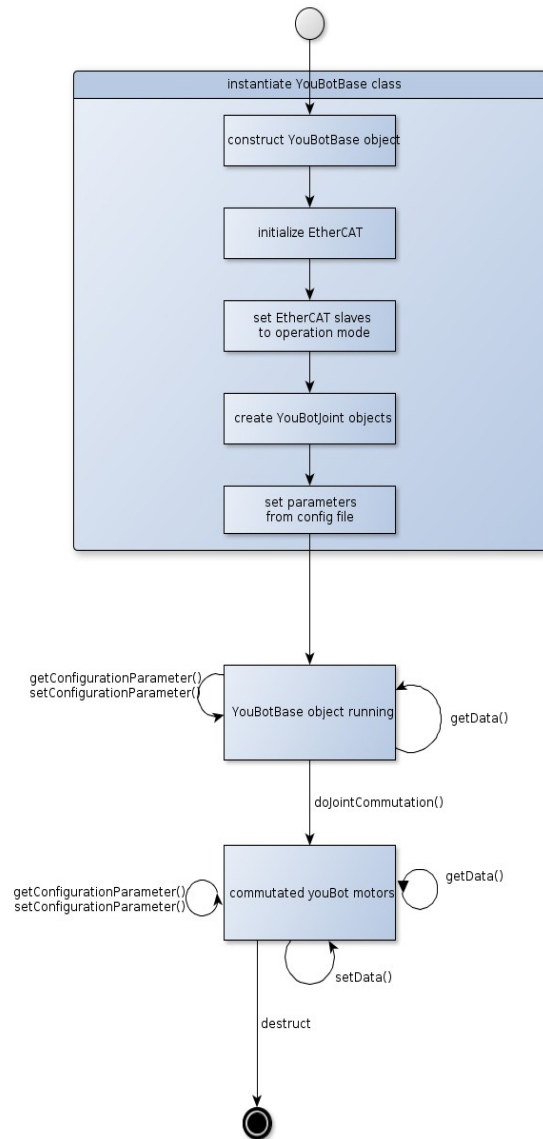 instantiate YouBotBase class
construct YouBotBase object
initialize EtherCAT
set EtherCAT slaves
to operation mode
create YouBotJoint objects
set parameters
from config file
getConfigurationParameter()
setConfigurationParameter()
YouBotBase object running
getData()
doJointCommutation()
getConfigurationParameter()
setConfigurationParameter()
commutated youBot motors
getData()
setData()
destruct